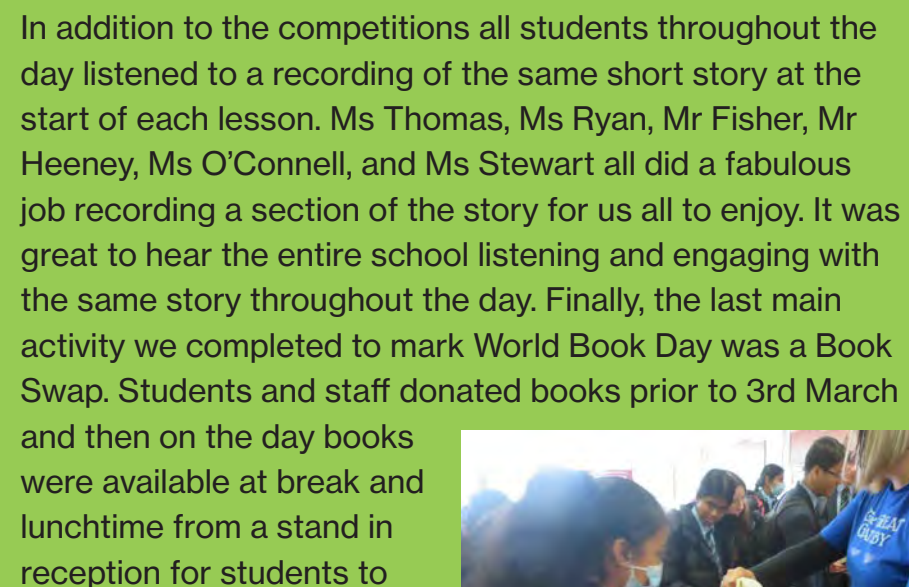 In addition to the competitions all students throughout the
day listened to a recording of the same short story at the
start of each lesson. Ms Thomas, Ms Ryan, Mr Fisher, Mr
Heeney, Ms O’Connell, and Ms Stewart all did a fabulous
job recording a section of the story for us all to enjoy. It was
great to hear the entire school listening and engaging with
the same story throughout the day. Finally, the last main
activity we completed to mark World Book Day was a Book
Swap. Students and staff donated books prior to 3rd March
and then on the day books
were available at break and
lunchtime from a stand in
reception for students to
GREAT
GATSBY